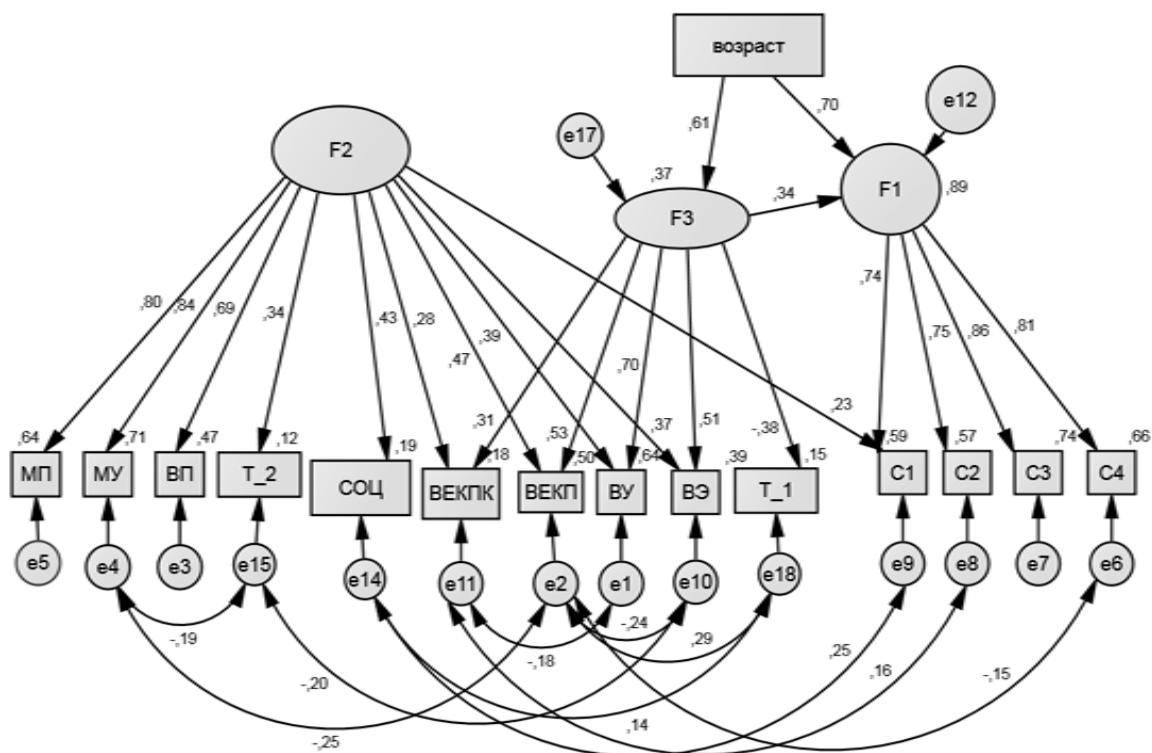 возраст
,70
e12
,61
e17
F2
,37
F1
,89
F3
,34
,80
,84
,69
,34
,43
,28
,47
,39
,70
,74
,75
,86
,81
,31
,53
,37
,51
-,38
,23
,64
,71
,47
,12
,19
,18
,50
,64
,39
,15
,59
,57
,74
,66
МП
МУ
ВП
Т_2
СОЦ
ВЕКПК
ВЕКП
ВУ
ВЭ
Т_1
С1
С2
С3
С4
e5
e4
e3
e15
e14
e11
e2
e1
e10
e18
e9
e8
e7
e6
-,19
-,24
-,18
,29
,25
,16
-,15
-,20
,14
-,25